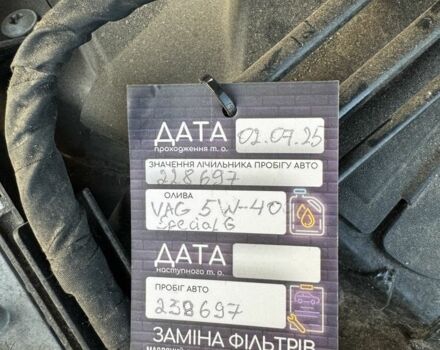 ДАТА 02.07.25
проходження т. о.
ЗНАЧЕННЯ ЛІЧИЛЬНИКА ПРОБІГУ АВТО
228697
ОЛИВА
VAG 5W-40
Special G
ДАТА
наступного т. о.
ПРОБІГ АВТО
238697
ЗАМІНА ФІЛЬТРІВ